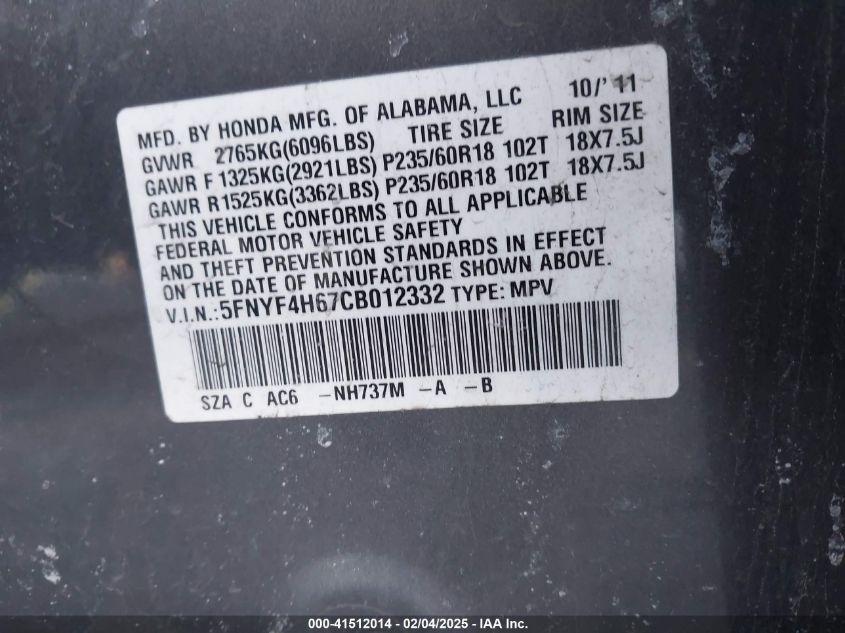 MFD. BY HONDA MFG. OF ALABAMA, LLC 10/'11
GVWR 2765KG(6096LBS) TIRE SIZE RIM SIZE
GAWR F 1325KG(2921LBS) P235/60R18 102T 18X7.5J
GAWR R1525KG(3362LBS) P235/60R18 102T 18X7.5J
THIS VEHICLE CONFORMS TO ALL APPLICABLE
FEDERAL MOTOR VEHICLE SAFETY
AND THEFT PREVENTION STANDARDS IN EFFECT
ON THE DATE OF MANUFACTURE SHOWN ABOVE.
V.I.N.:5FNYF4H67CB012332 TYPE: MPV
SZA C AC6 -NH737M -A -B
000-41512014 - 02/04/2025 - IAA Inc.